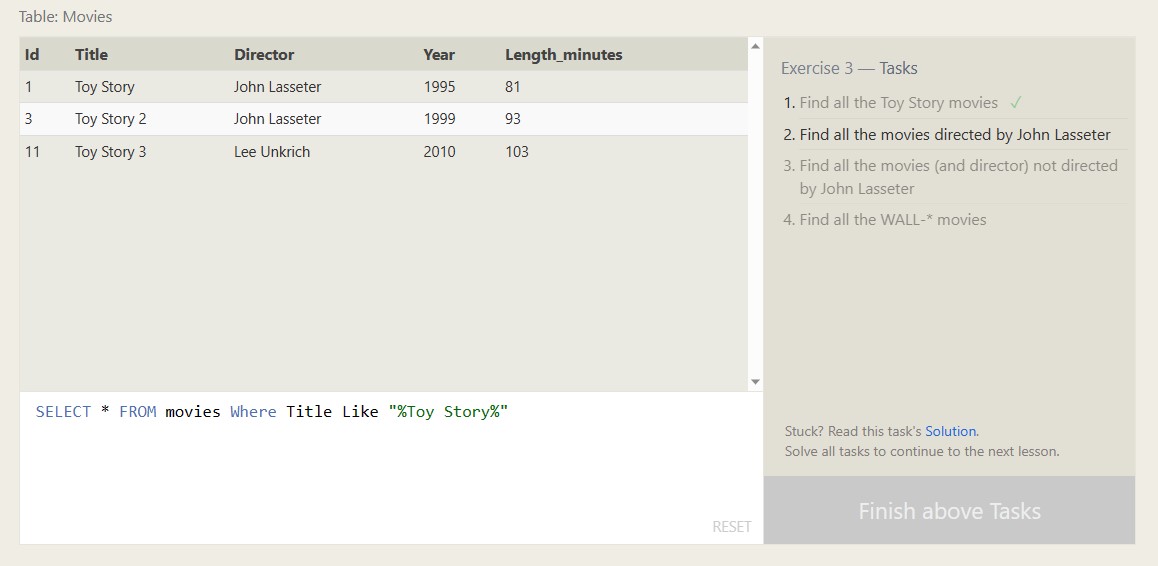 Table: Movies
Id Title Director Year Length_minutes
1 Toy Story John Lasseter 1995 81
3 Toy Story 2 John Lasseter 1999 93
11 Toy Story 3 Lee Unkrich 2010 103
SELECT * FROM movies Where Title Like "%Toy Story%"
RESET
Exercise 3 — Tasks
1. Find all the Toy Story movies ✓
2. Find all the movies directed by John Lasseter
3. Find all the movies (and director) not directed
by John Lasseter
4. Find all the WALL-* movies
Stuck? Read this task's Solution.
Solve all tasks to continue to the next lesson.
Finish above Tasks